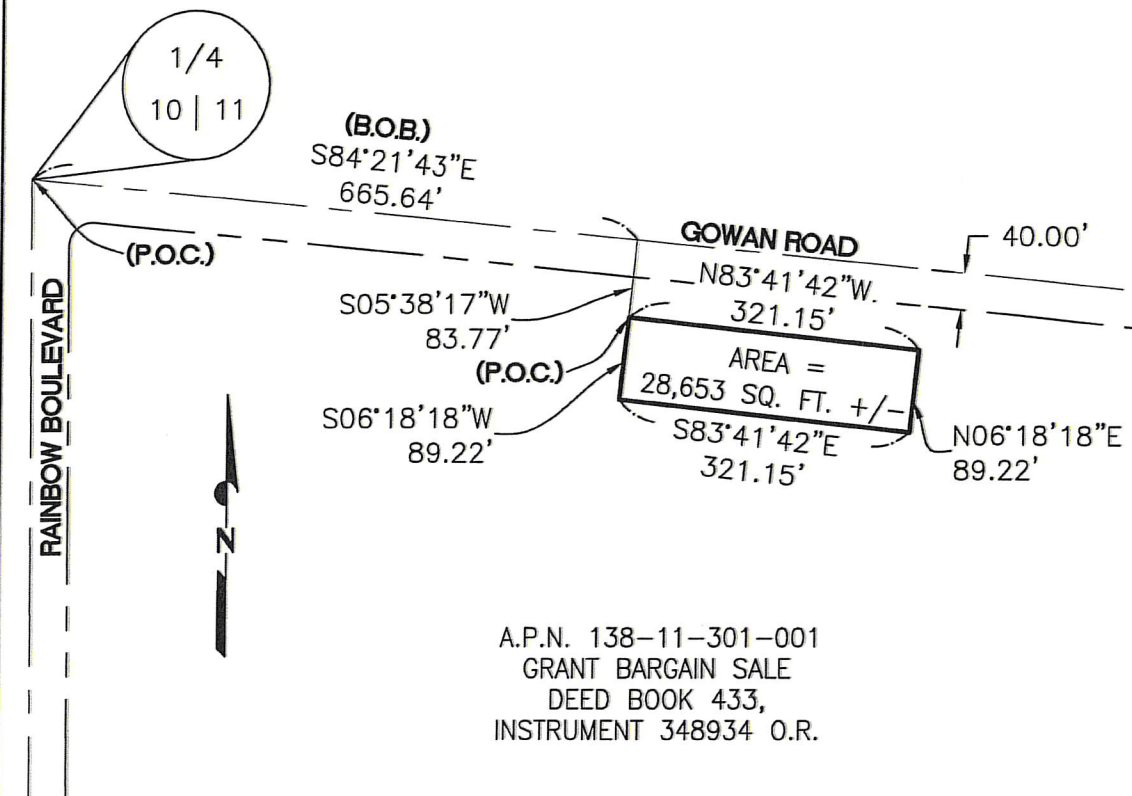 1/4
10 | 11
(B.O.B.)
S84°21'43"E
665.64'
GOWAN ROAD
40.00'
(P.O.C.)
N83°41'42"W.
321.15'
S05°38'17"W
83.77'
(P.O.C.)
AREA =
28,653 SQ. FT. +/-
S06°18'18"W
89.22'
S83°41'42"E
321.15'
N06°18'18"E
89.22'
RAINBOW BOULEVARD
N
A.P.N. 138-11-301-001
GRANT BARGAIN SALE
DEED BOOK 433,
INSTRUMENT 348934 O.R.